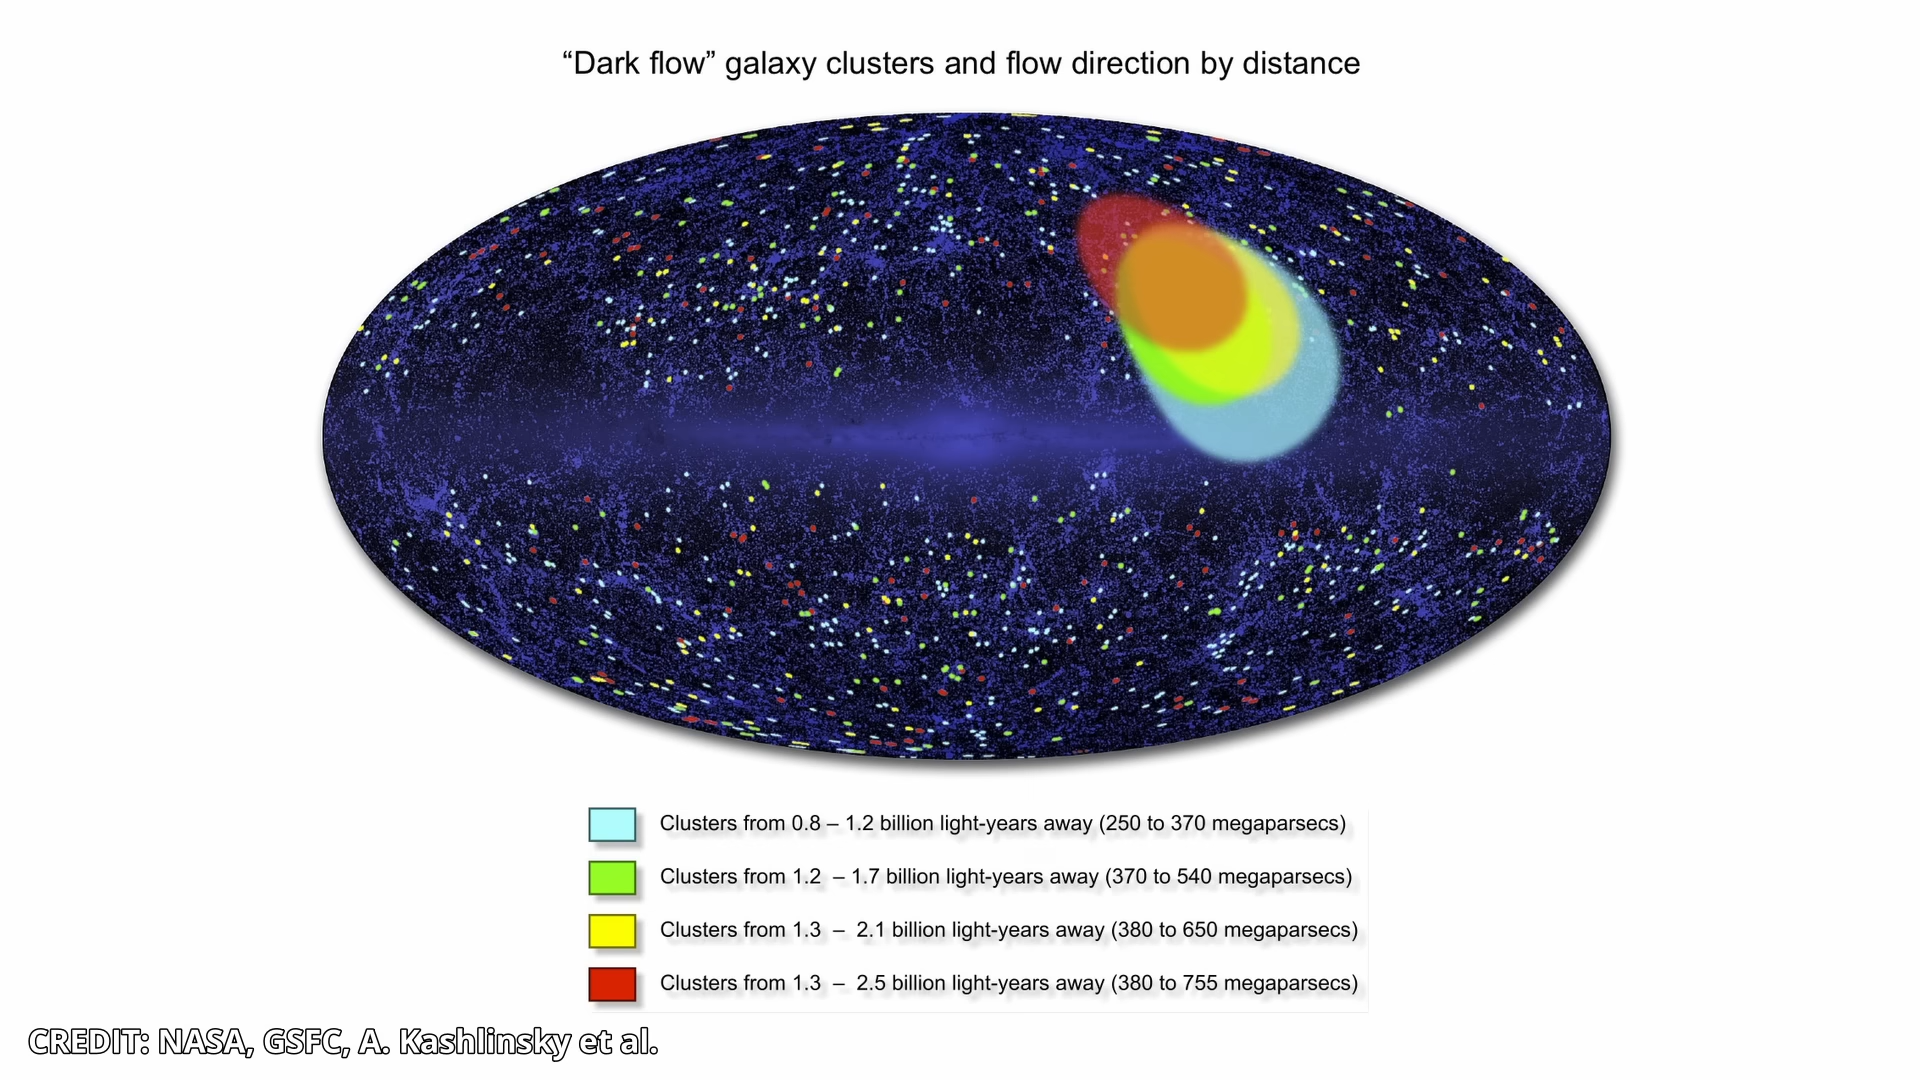 “Dark flow” galaxy clusters and flow direction by distance
Clusters from 0.8 – 1.2 billion light-years away (250 to 370 megaparsecs)
Clusters from 1.2 – 1.7 billion light-years away (370 to 540 megaparsecs)
Clusters from 1.3 – 2.1 billion light-years away (380 to 650 megaparsecs)
Clusters from 1.3 – 2.5 billion light-years away (380 to 755 megaparsecs)
CREDIT: NASA, GSFC, A. Kashlinsky et al.